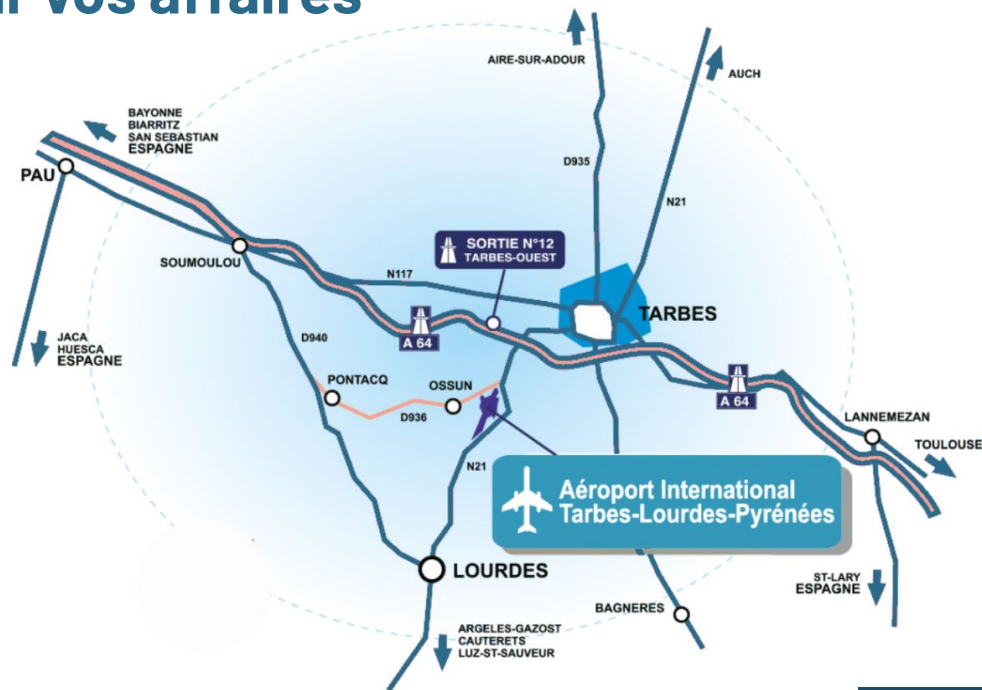 r vos affaires
AIRE-SUR-ADOUR
AUCH
BAYONNE
BIARRITZ
SAN SEBASTIAN
ESPAGNE
PAU
D935
N21
SORTIE N°12
TARBES-OUEST
SOUMOULOU
N117
TARBES
A 64
JACA
HUESCA
ESPAGNE
D940
PONTACQ
OSSUN
D936
A 64
LANNEMEZAN
TOULOUSE
N21
Aéroport International
Tarbes-Lourdes-Pyrénées
LOURDES
ST-LARY
ESPAGNE
BAGNERES
ARGELES-GAZOST
CAUTERETS
LUZ-ST-SAUVEUR